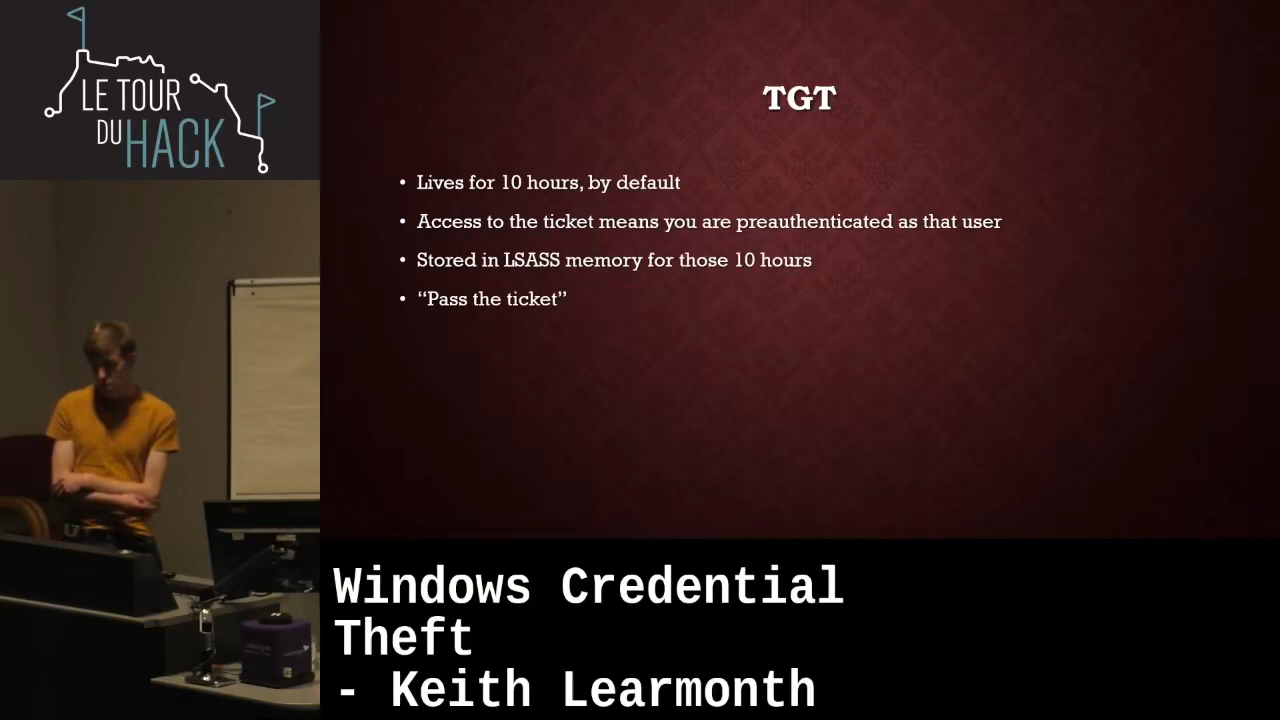 LE TOUR
DU HACK
TGT
• Lives for 10 hours, by default
• Access to the ticket means you are preauthenticated as that user
• Stored in LSASS memory for those 10 hours
• “Pass the ticket”
Windows Credential
Theft
- Keith Learmonth